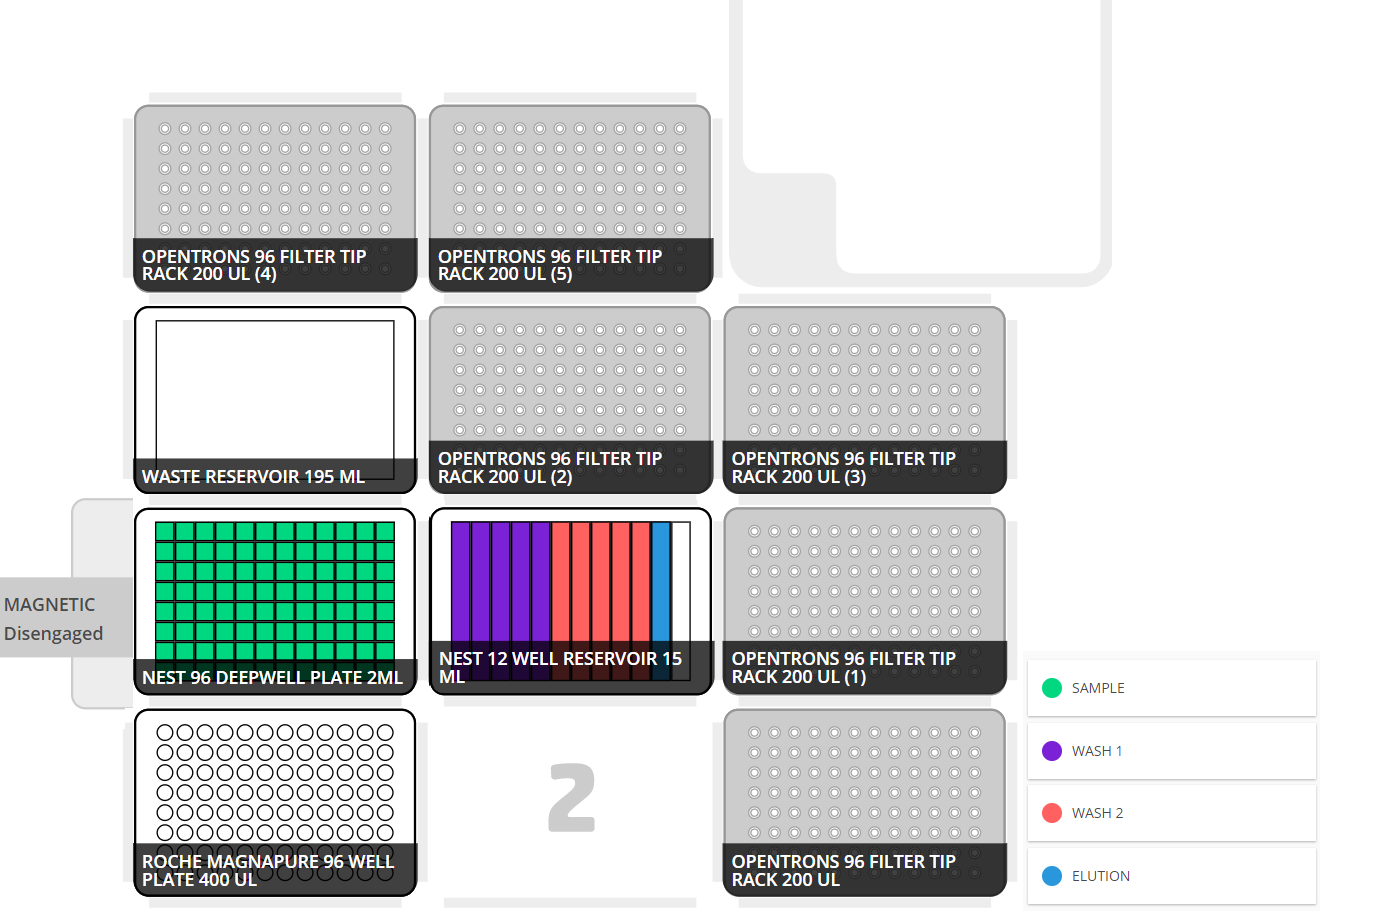 OPENTRONS 96 FILTER TIP
RACK 200 UL (4)
OPENTRONS 96 FILTER TIP
RACK 200 UL (5)
WASTE RESERVOIR 195 ML
OPENTRONS 96 FILTER TIP
RACK 200 UL (2)
OPENTRONS 96 FILTER TIP
RACK 200 UL (3)
MAGNETIC
Disengaged
NEST 96 DEEPWELL PLATE 2ML
NEST 12 WELL RESERVOIR 15
ML
OPENTRONS 96 FILTER TIP
RACK 200 UL (1)
ROCHE MAGNAPURE 96 WELL
PLATE 400 UL
2
OPENTRONS 96 FILTER TIP
RACK 200 UL
SAMPLE
WASH 1
WASH 2
ELUTION